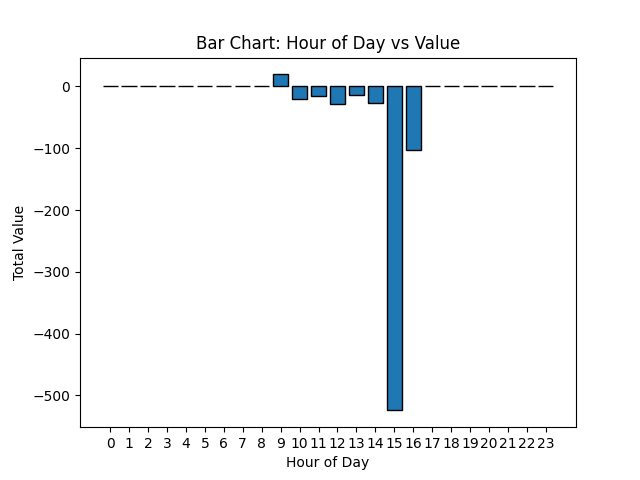 Bar Chart: Hour of Day vs Value
Total Value
0
−100
−200
−300
−400
−500
0 1 2 3 4 5 6 7 8 9 10 11 12 13 14 15 16 17 18 19 20 21 22 23
Hour of Day